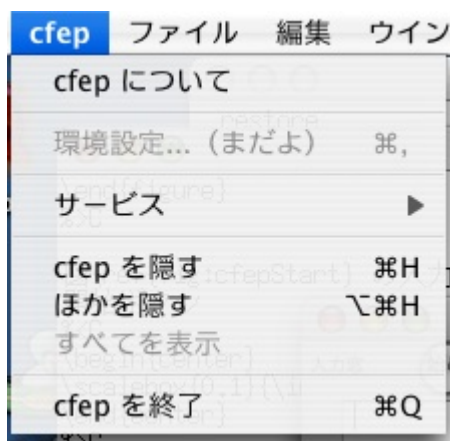 cfep ファイル 編集 ウイン
cfep について
環境設定...（まだよ） ⌘,
サービス ▶
cfep を隠す ⌘H
ほかを隠す ⌥⌘H
すべてを表示
cfep を終了 ⌘Q